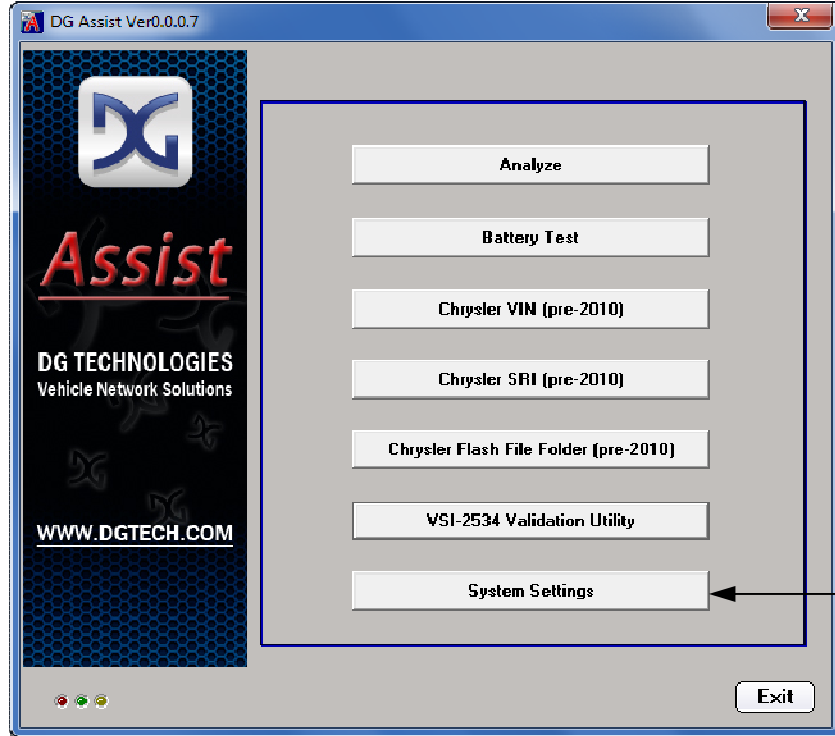 DG Assist Ver0.0.0.7
Assist
DG TECHNOLOGIES
Vehicle Network Solutions
WWW.DGTECH.COM
Analyze
Battery Test
Chrysler VIN (pre-2010)
Chrysler SRI (pre-2010)
Chrysler Flash File Folder (pre-2010)
VSI-2534 Validation Utility
System Settings
Exit